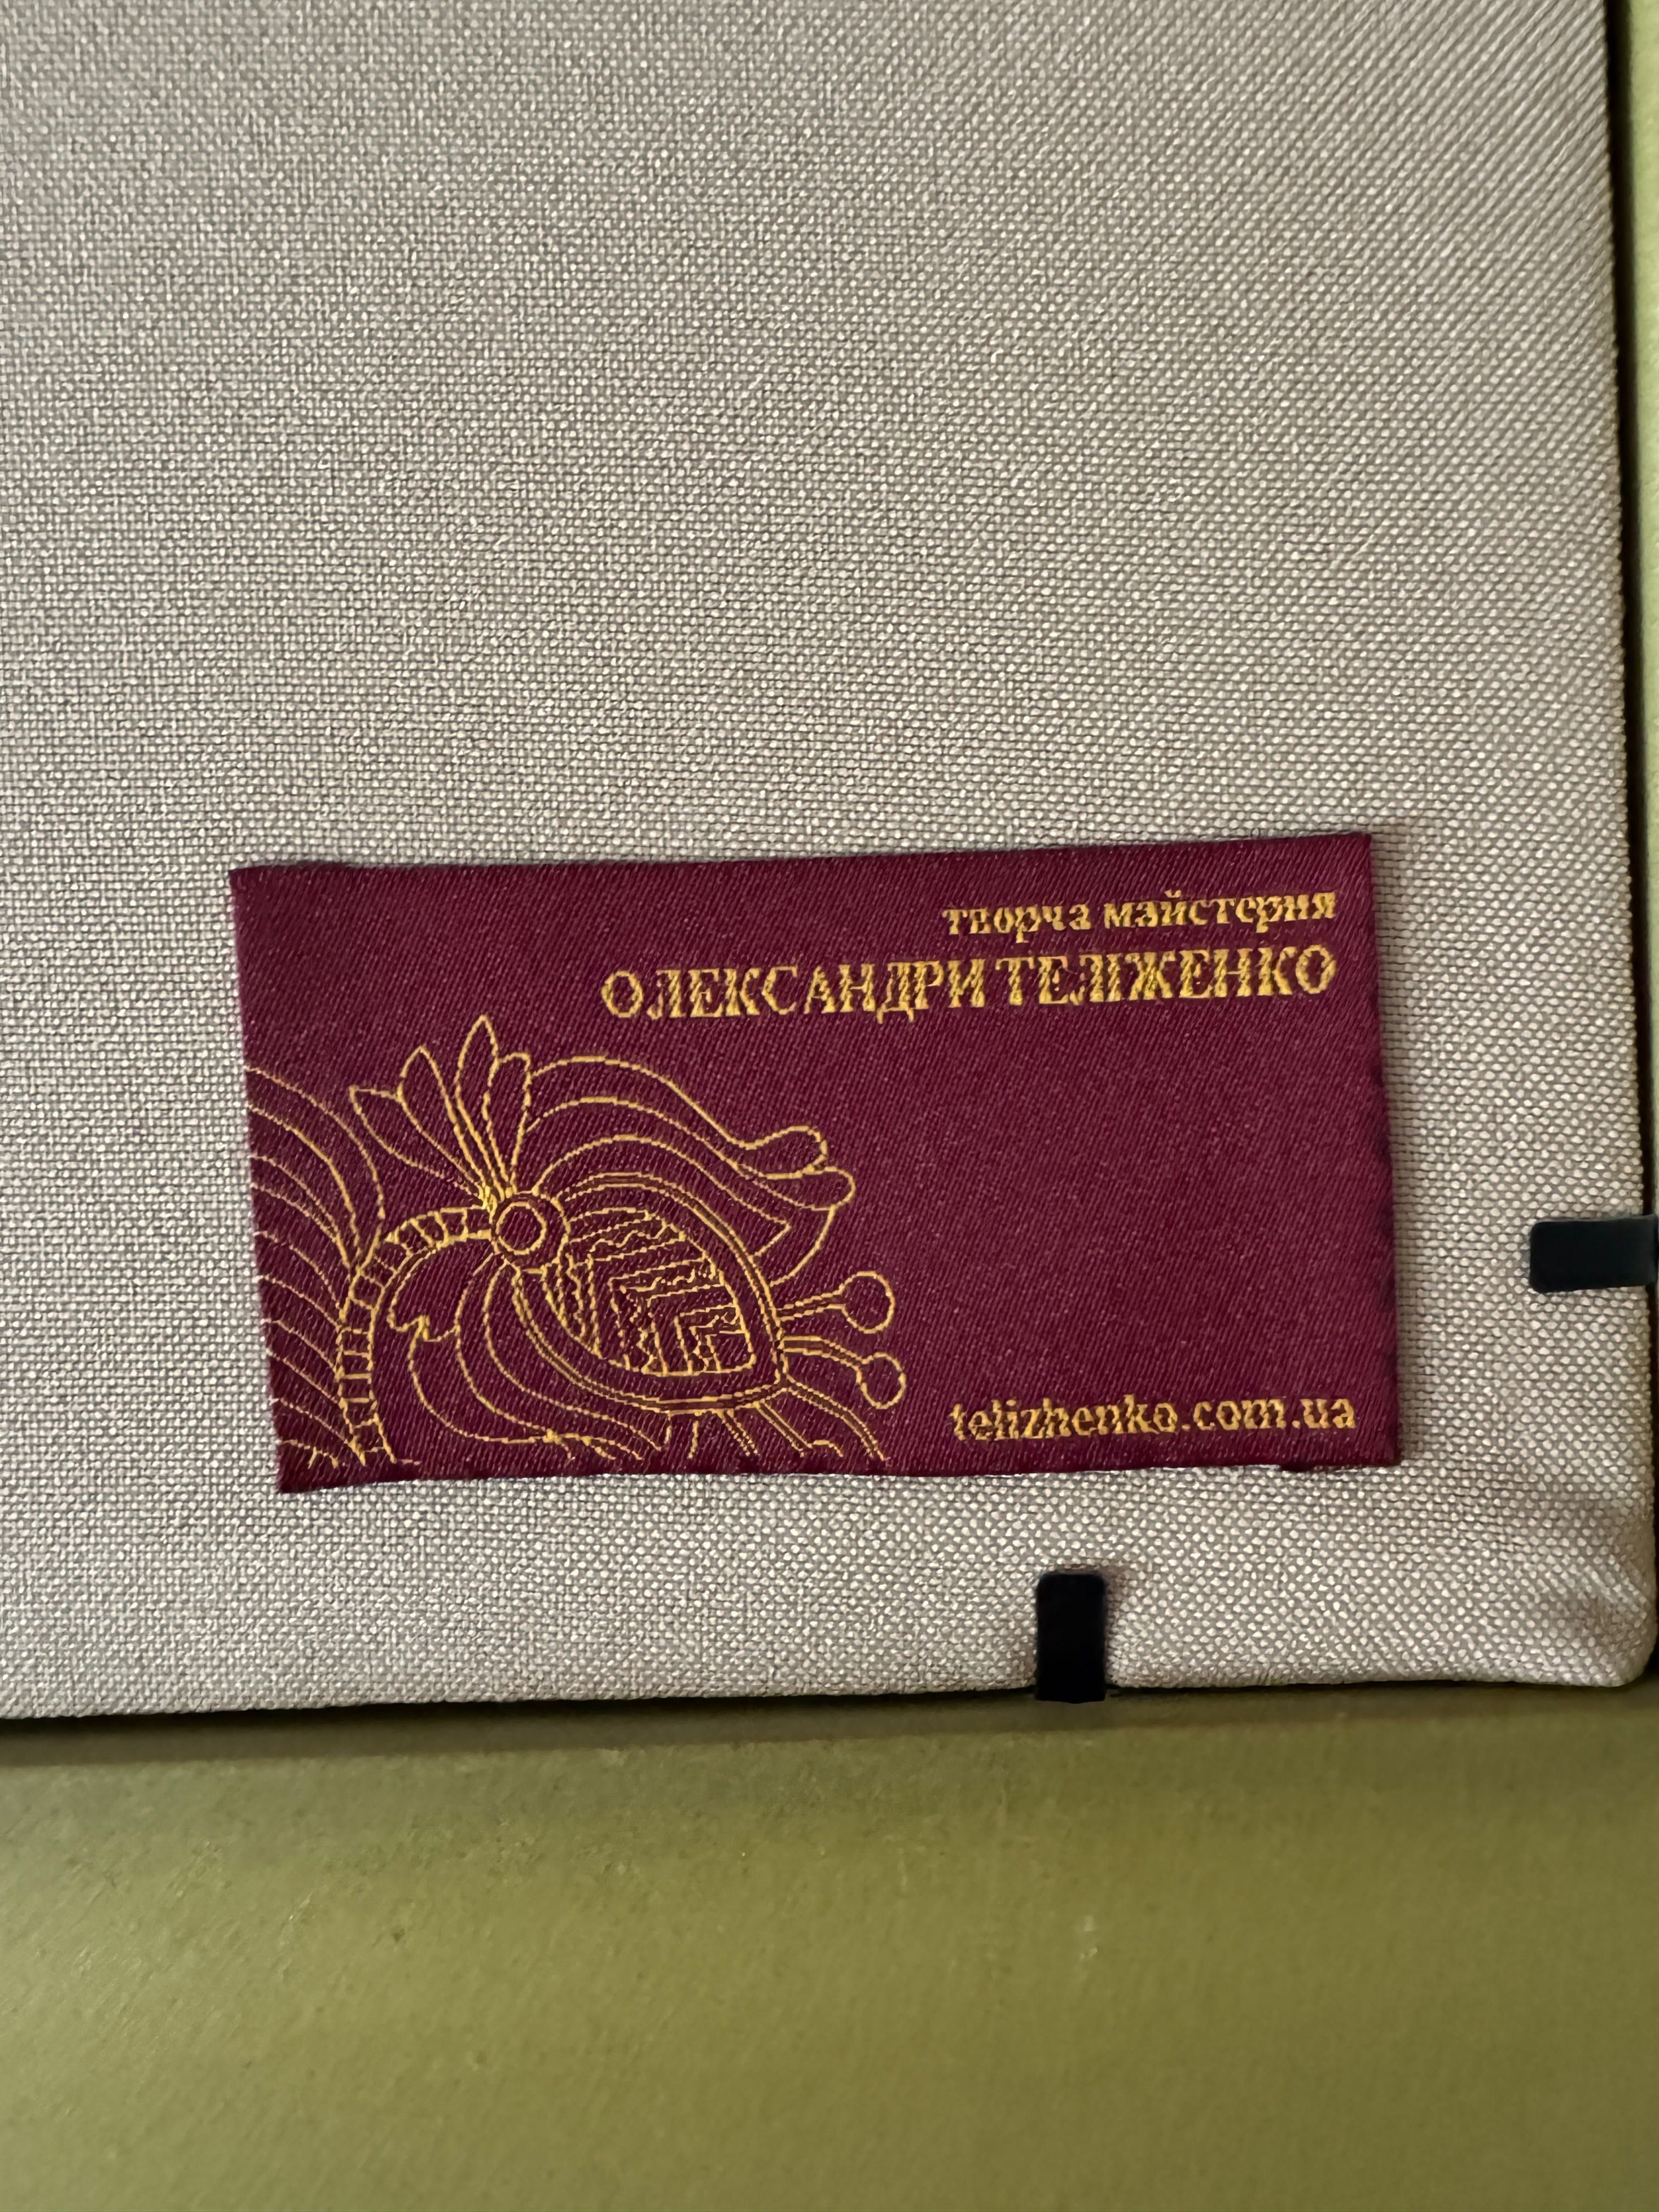 творча майстерня
ОЛЕКСАНДРИ ТЕЛІЖЕНКО
telizhenko.com.ua